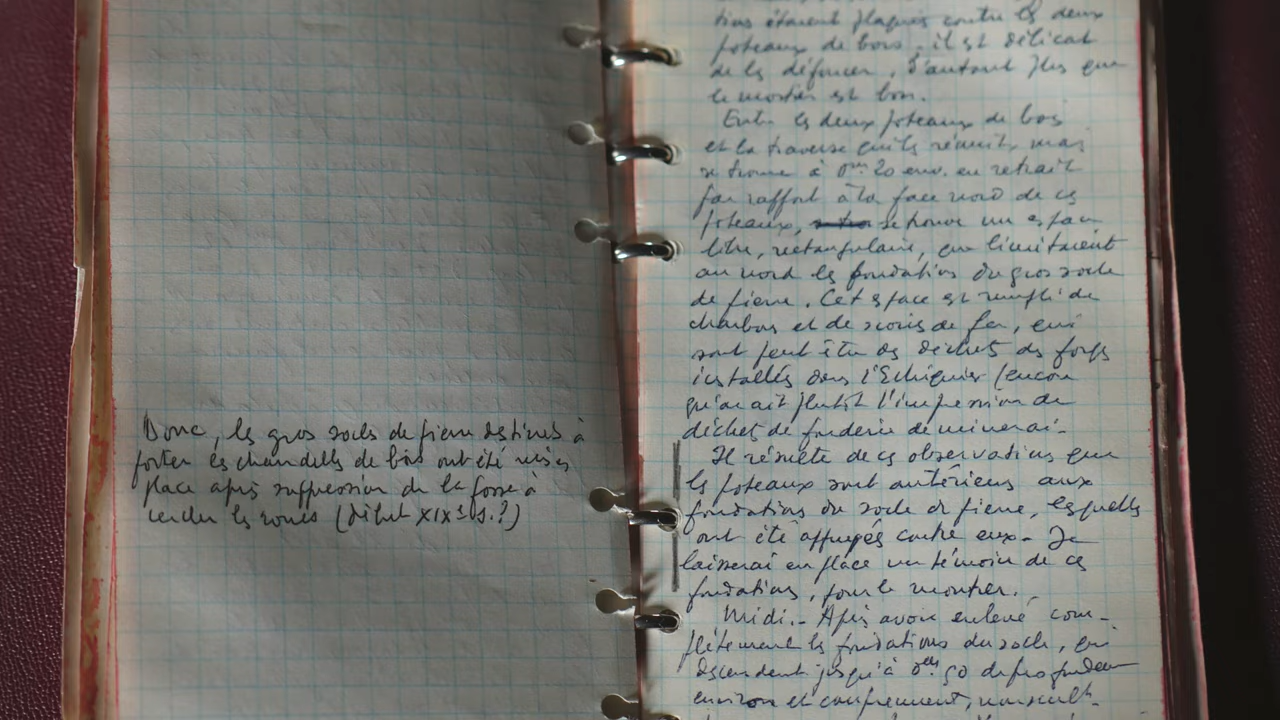 Donc, les gros socles de pierre destinés à
porter les chandelles de bois ont été mis en
place après suppression de la fosse à
cercler les roues (début XIXe s.?)
tins étaient plaqués contre les deux
poteaux de bois. il est délicat
de les défoncer, d'autant plus que
le mortier est bon.
Entre les deux poteaux de bois
et la traverse qui les réunit, mais
se trouve à 0m 20 env. en retrait
par rapport à la face nord de ces
poteaux, se trouve un espace
libre, rectangulaire, que limitaient
au nord les fondations du gros socle
de pierre. Cet espace est rempli de
charbons et de scories de fer, qui
sont peut être des déchets des forges
installées dans l'Echiquier (encore
qu'on ait plutôt l'impression de
déchets de fonderie de minerai.
Il résulte de ces observations que
les poteaux sont antérieurs aux
fondations du socle de pierre, lesquelles
ont été appuyées contre eux. Je
laisserai en place un témoin de ces
fondations, pour le montrer.
Midi. - Après avoir enlevé com-
plètement les fondations du socle, qui
descendent jusqu'à 0m 50 de profondeur
environ et comprennent,